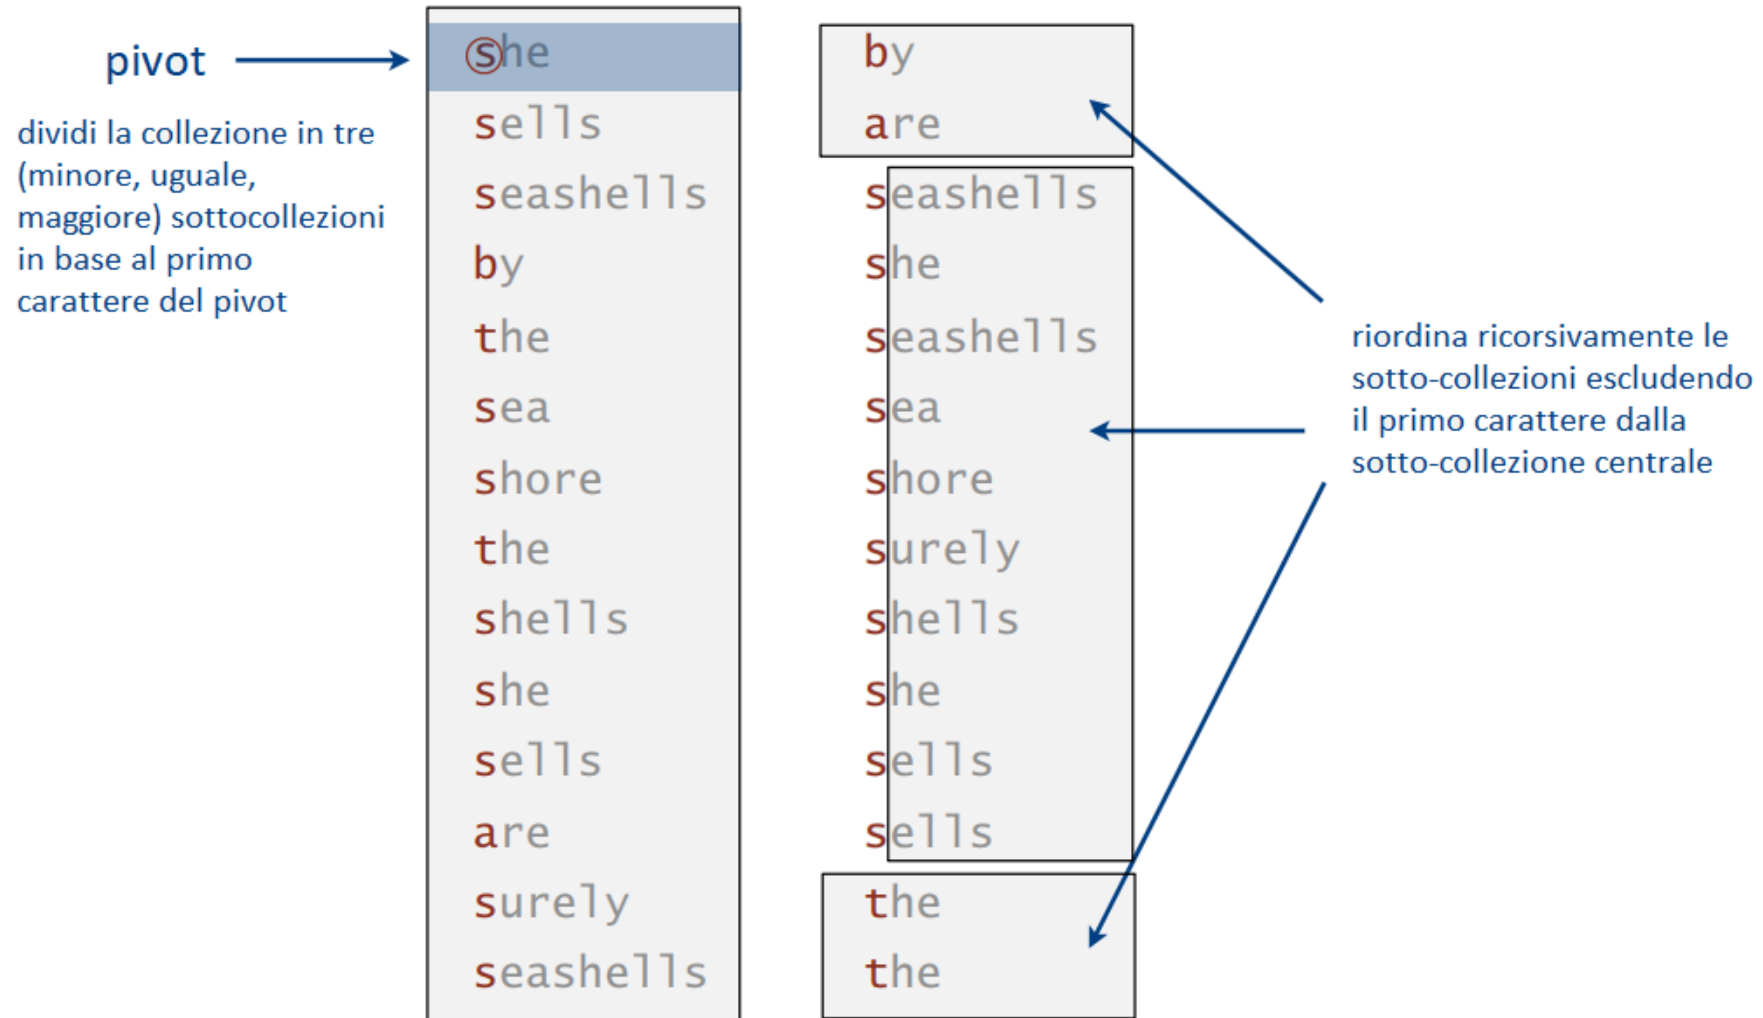 pivot
dividi la collezione in tre
(minore, uguale,
maggiore) sottocollezioni
in base al primo
carattere del pivot
she
sells
seashells
by
the
sea
shore
the
shells
she
sells
are
surely
seashells
by
are
seashells
she
seashells
sea
shore
surely
shells
she
sells
sells
the
the
riordina ricorsivamente le
sotto-collezioni escludendo
il primo carattere dalla
sotto-collezione centrale